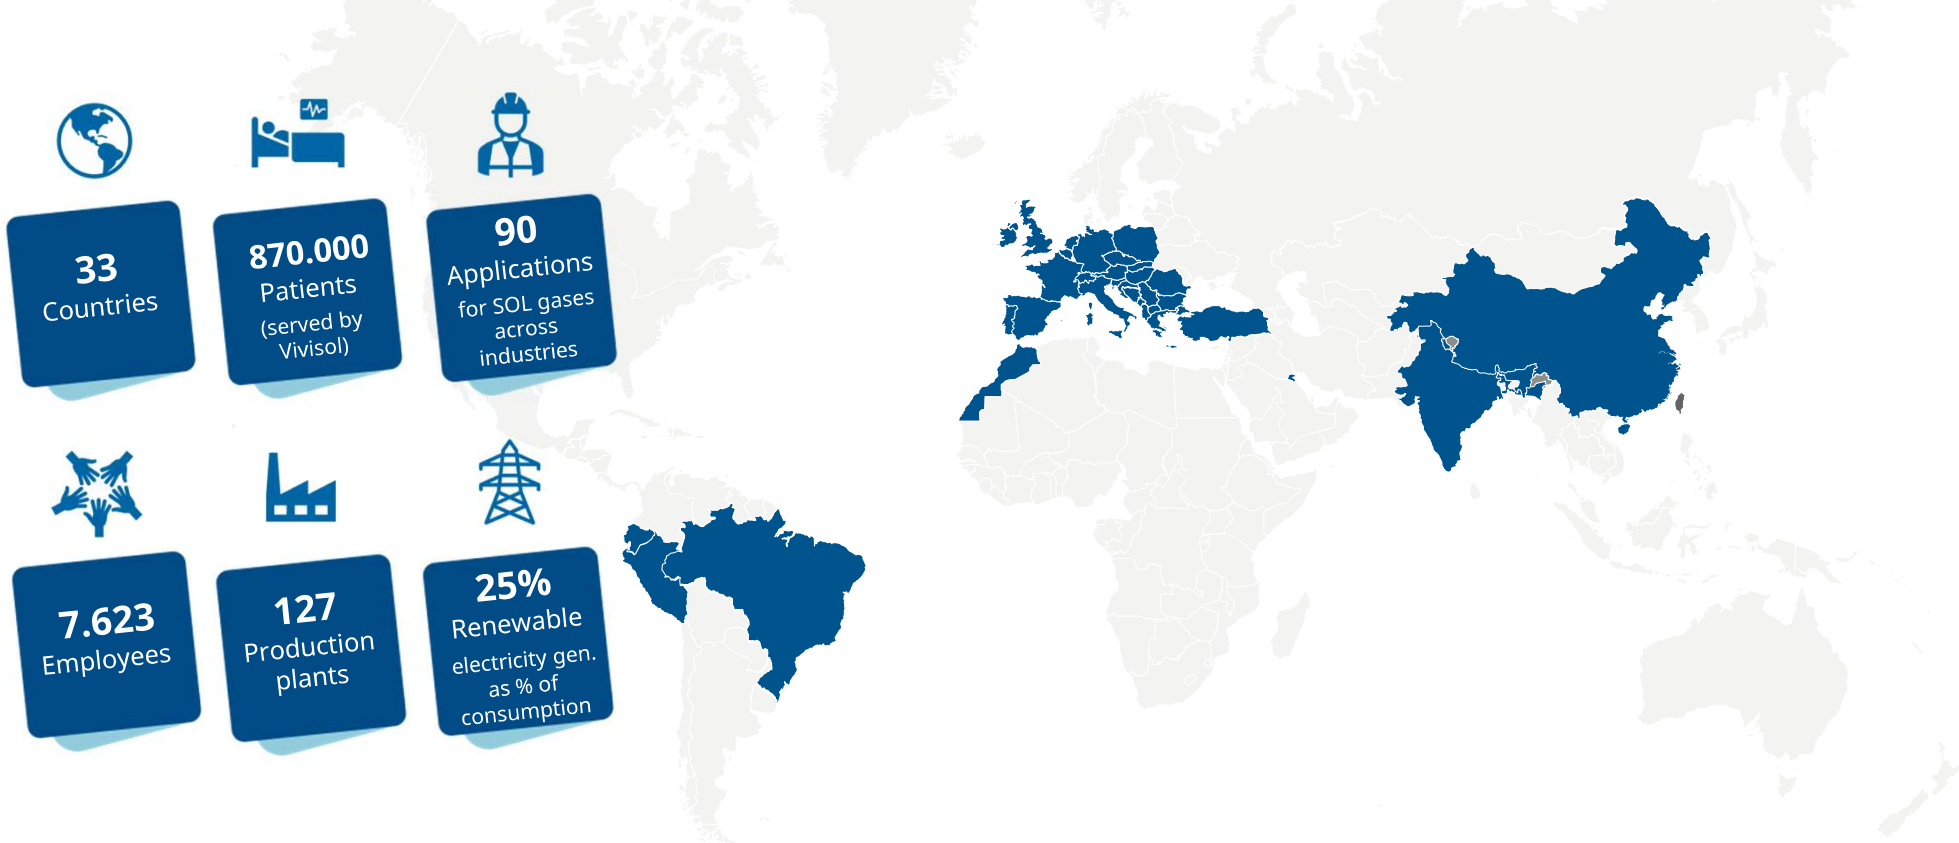 33
Countries
870.000
Patients
(served by
Vivisol)
90
Applications
for SOL gases
across
industries
7.623
Employees
127
Production
plants
25%
Renewable
electricity gen.
as % of
consumption